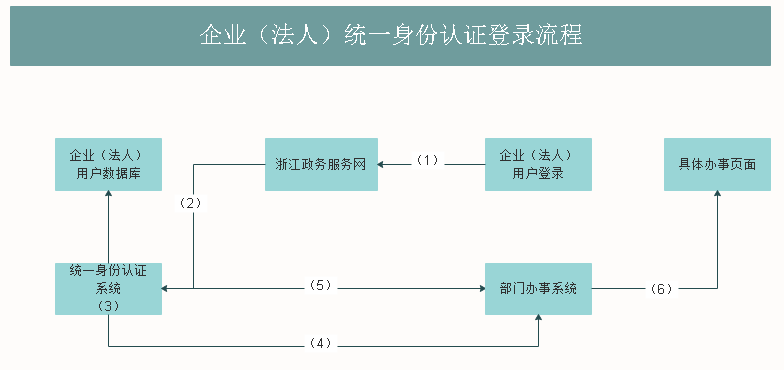 企业（法人）统一身份认证登录流程
企业（法人）
用户数据库
浙江政务服务网
（1）
企业（法人）
用户登录
具体办事页面
（2）
统一身份认证
系统
（3）
（5）
部门办事系统
（6）
（4）